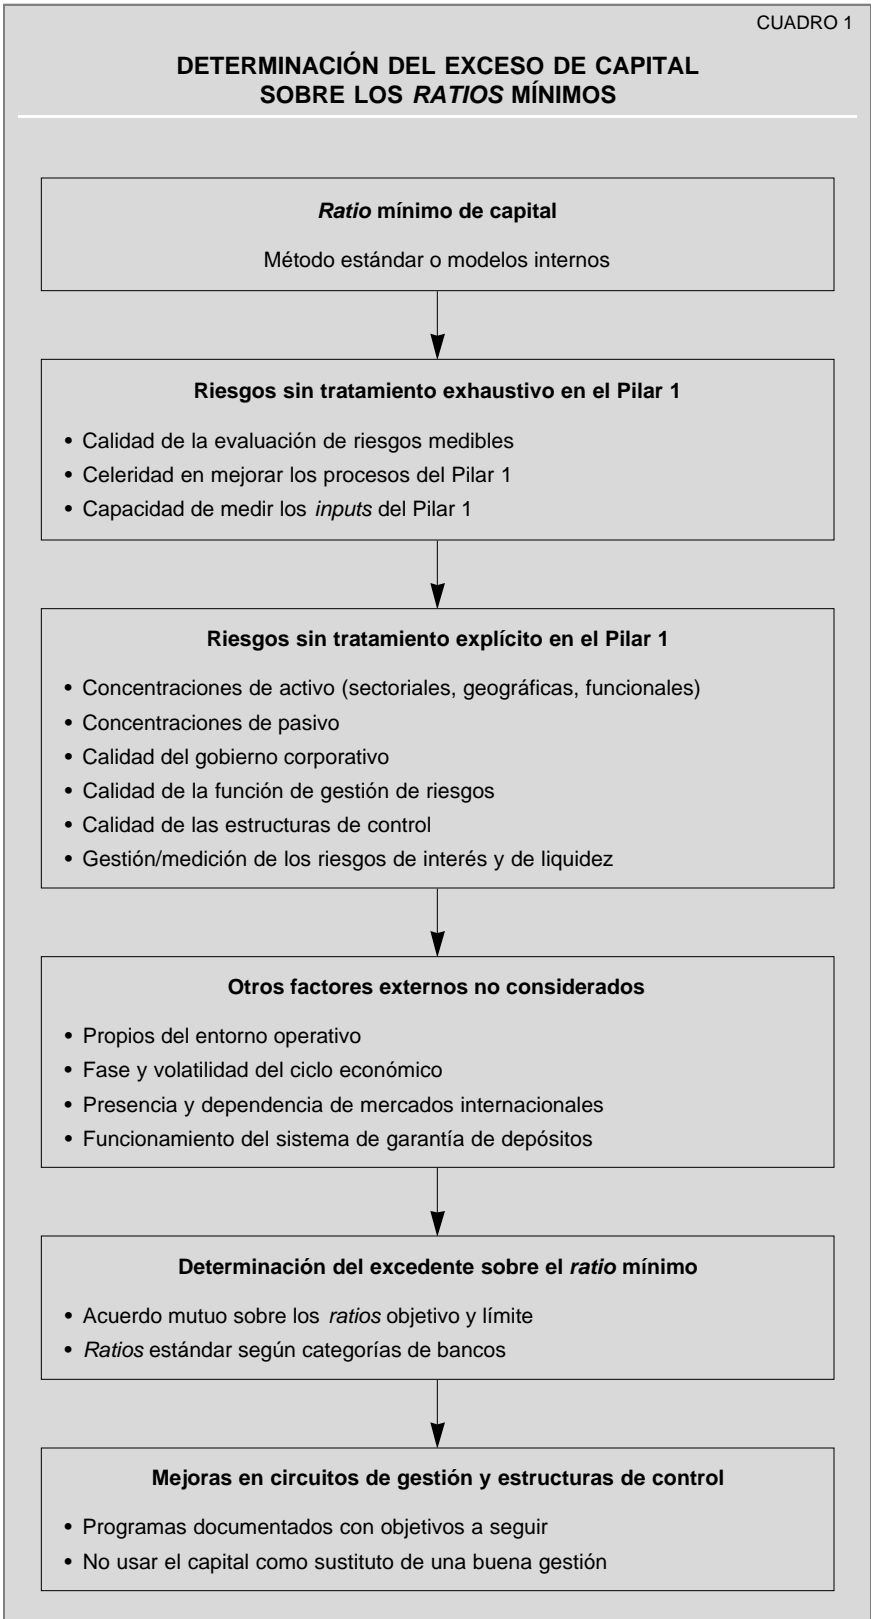 CUADRO 1
DETERMINACIÓN DEL EXCESO DE CAPITAL
SOBRE LOS RATIOS MÍNIMOS
Ratio mínimo de capital
Método estándar o modelos internos
Riesgos sin tratamiento exhaustivo en el Pilar 1
• Calidad de la evaluación de riesgos medibles
• Celeridad en mejorar los procesos del Pilar 1
• Capacidad de medir los inputs del Pilar 1
Riesgos sin tratamiento explícito en el Pilar 1
• Concentraciones de activo (sectoriales, geográficas, funcionales)
• Concentraciones de pasivo
• Calidad del gobierno corporativo
• Calidad de la función de gestión de riesgos
• Calidad de las estructuras de control
• Gestión/medición de los riesgos de interés y de liquidez
Otros factores externos no considerados
• Propios del entorno operativo
• Fase y volatilidad del ciclo económico
• Presencia y dependencia de mercados internacionales
• Funcionamiento del sistema de garantía de depósitos
Determinación del excedente sobre el ratio mínimo
• Acuerdo mutuo sobre los ratios objetivo y límite
• Ratios estándar según categorías de bancos
Mejoras en circuitos de gestión y estructuras de control
• Programas documentados con objetivos a seguir
• No usar el capital como sustituto de una buena gestión